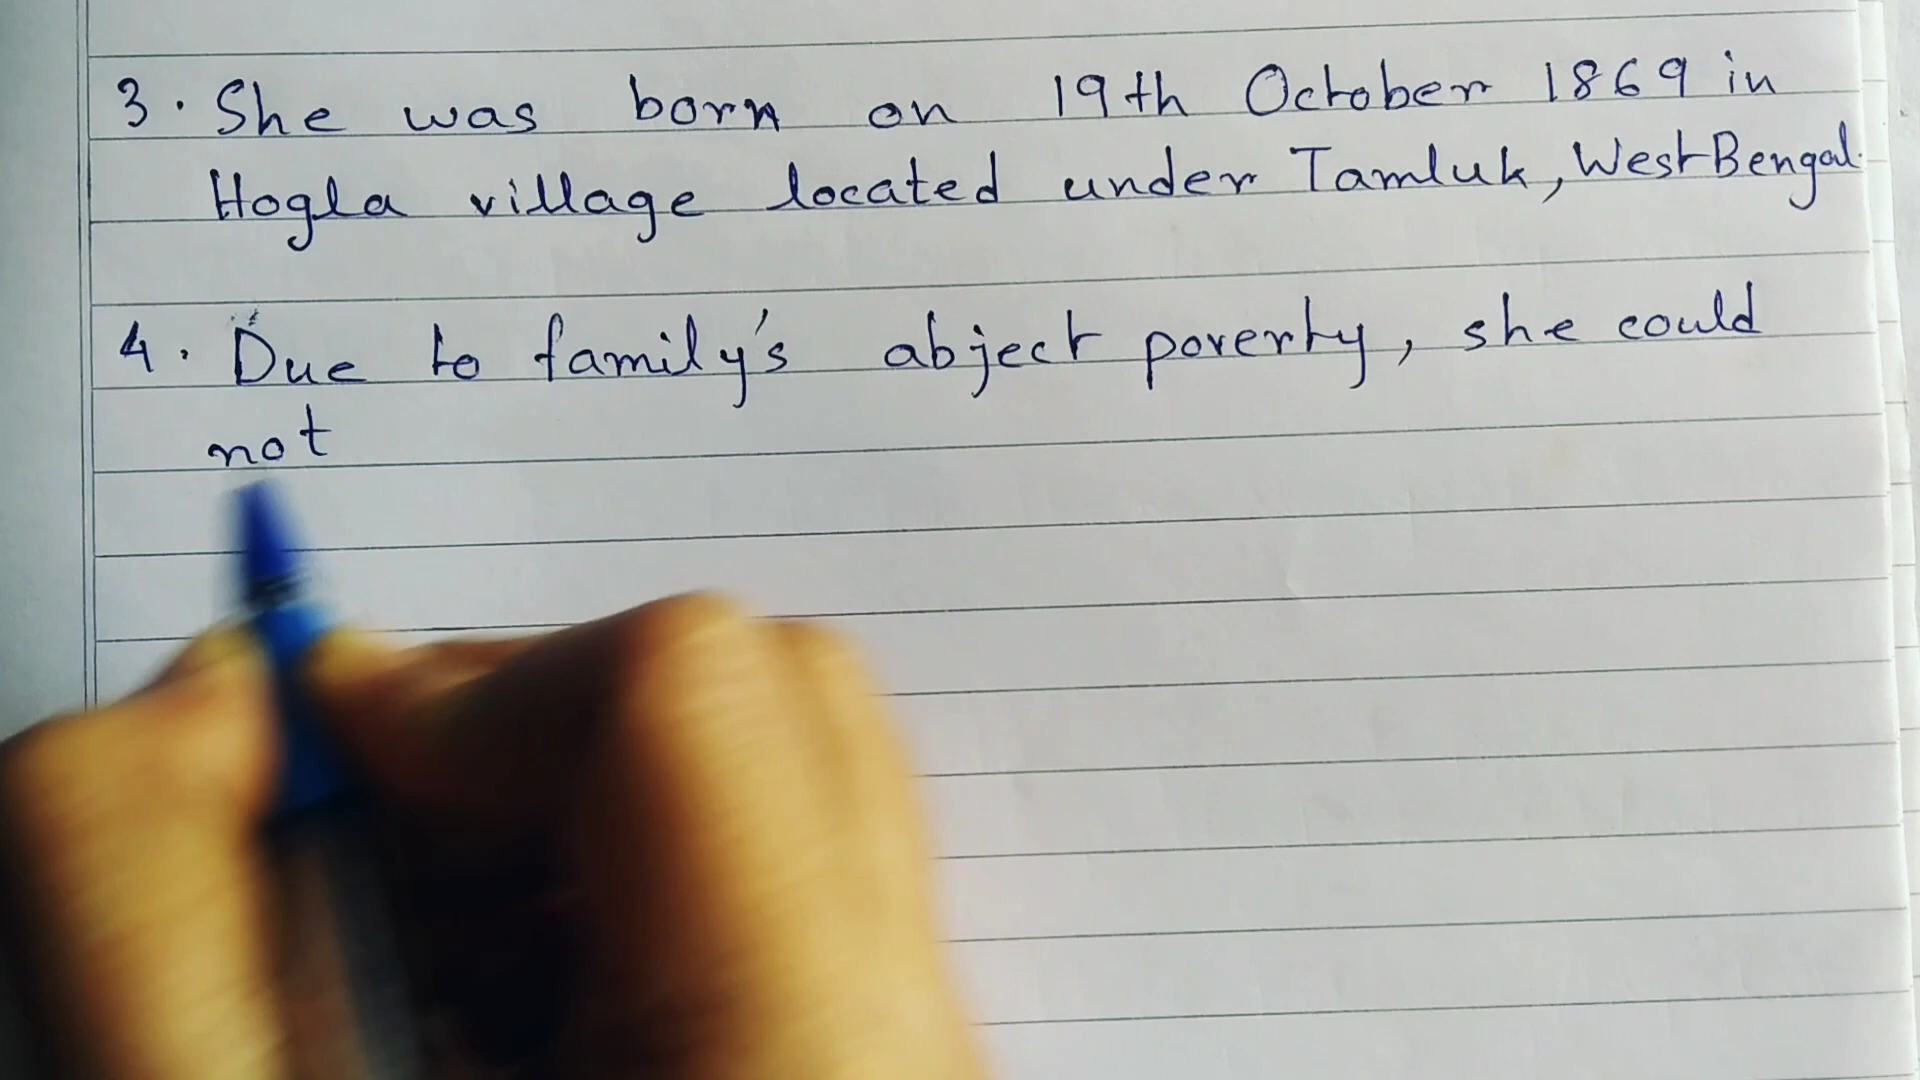 3. She was born on 19th October 1869 in
Hogla village located under Tamluk, West Bengal.
4. Due to family's abject poverty, she could
not